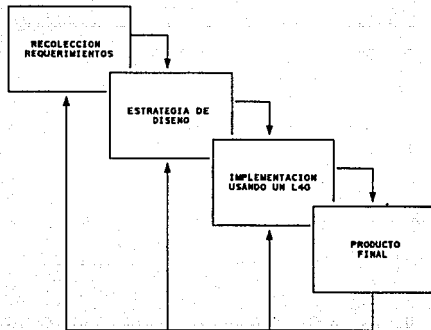 RECOLECCION
REQUERIMIENTOS
ESTRATEGIA DE
DISENO
IMPLEMENTACION
USANDO UN L4G
PRODUCTO
FINAL